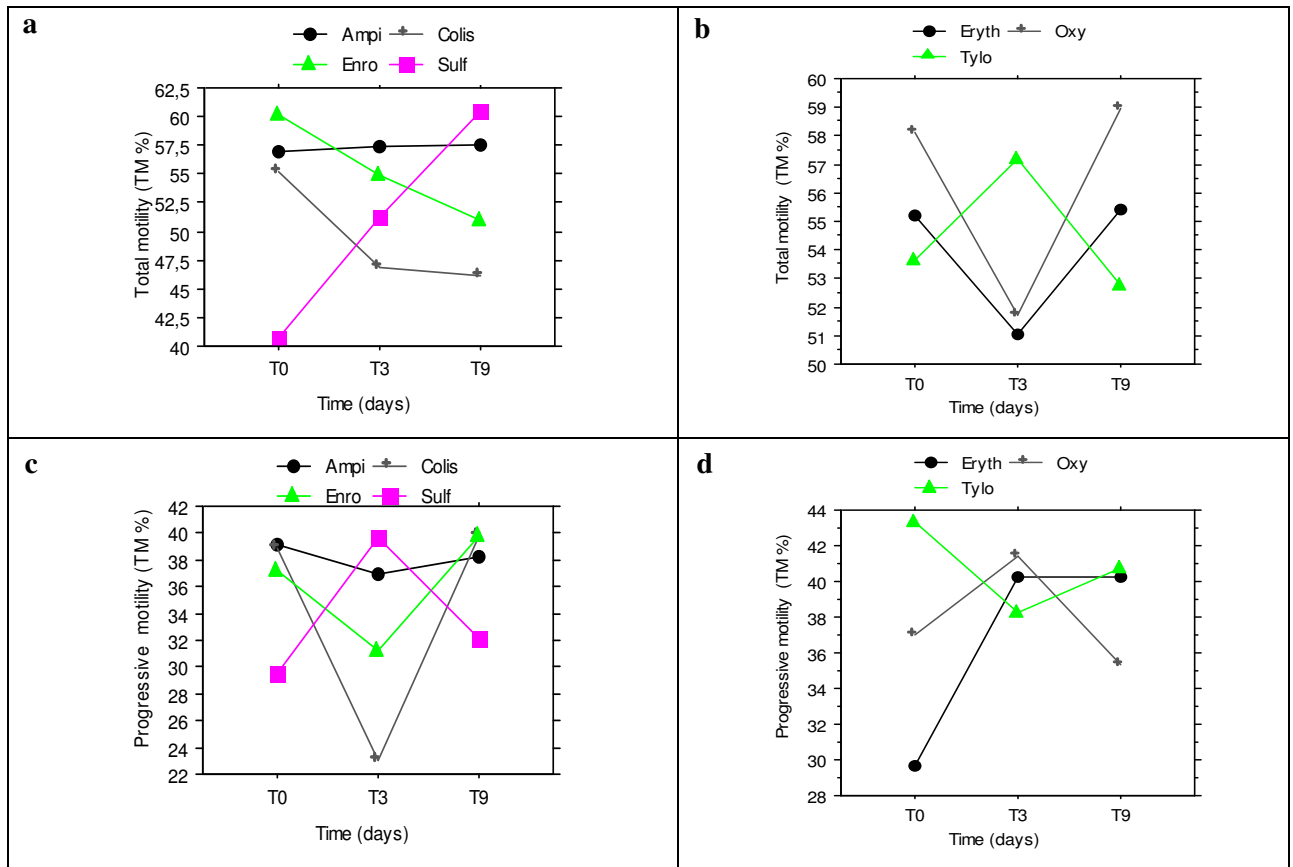 a
Ampi Colis
Enro Sulf
Total motility (TM %)
62,5
60
57,5
55
52,5
50
47,5
45
42,5
40
T0 T3 T9
Time (days)
b
Eryth Oxy
Tylo
Total motility (TM %)
60
59
58
57
56
55
54
53
52
51
50
T0 T3 T9
Time (days)
c
Ampi Colis
Enro Sulf
Progressive motility (TM %)
42
40
38
36
34
32
30
28
26
24
22
T0 T3 T9
Time (days)
d
Eryth Oxy
Tylo
Progressive motility (TM %)
44
42
40
38
36
34
32
30
28
T0 T3 T9
Time (days)